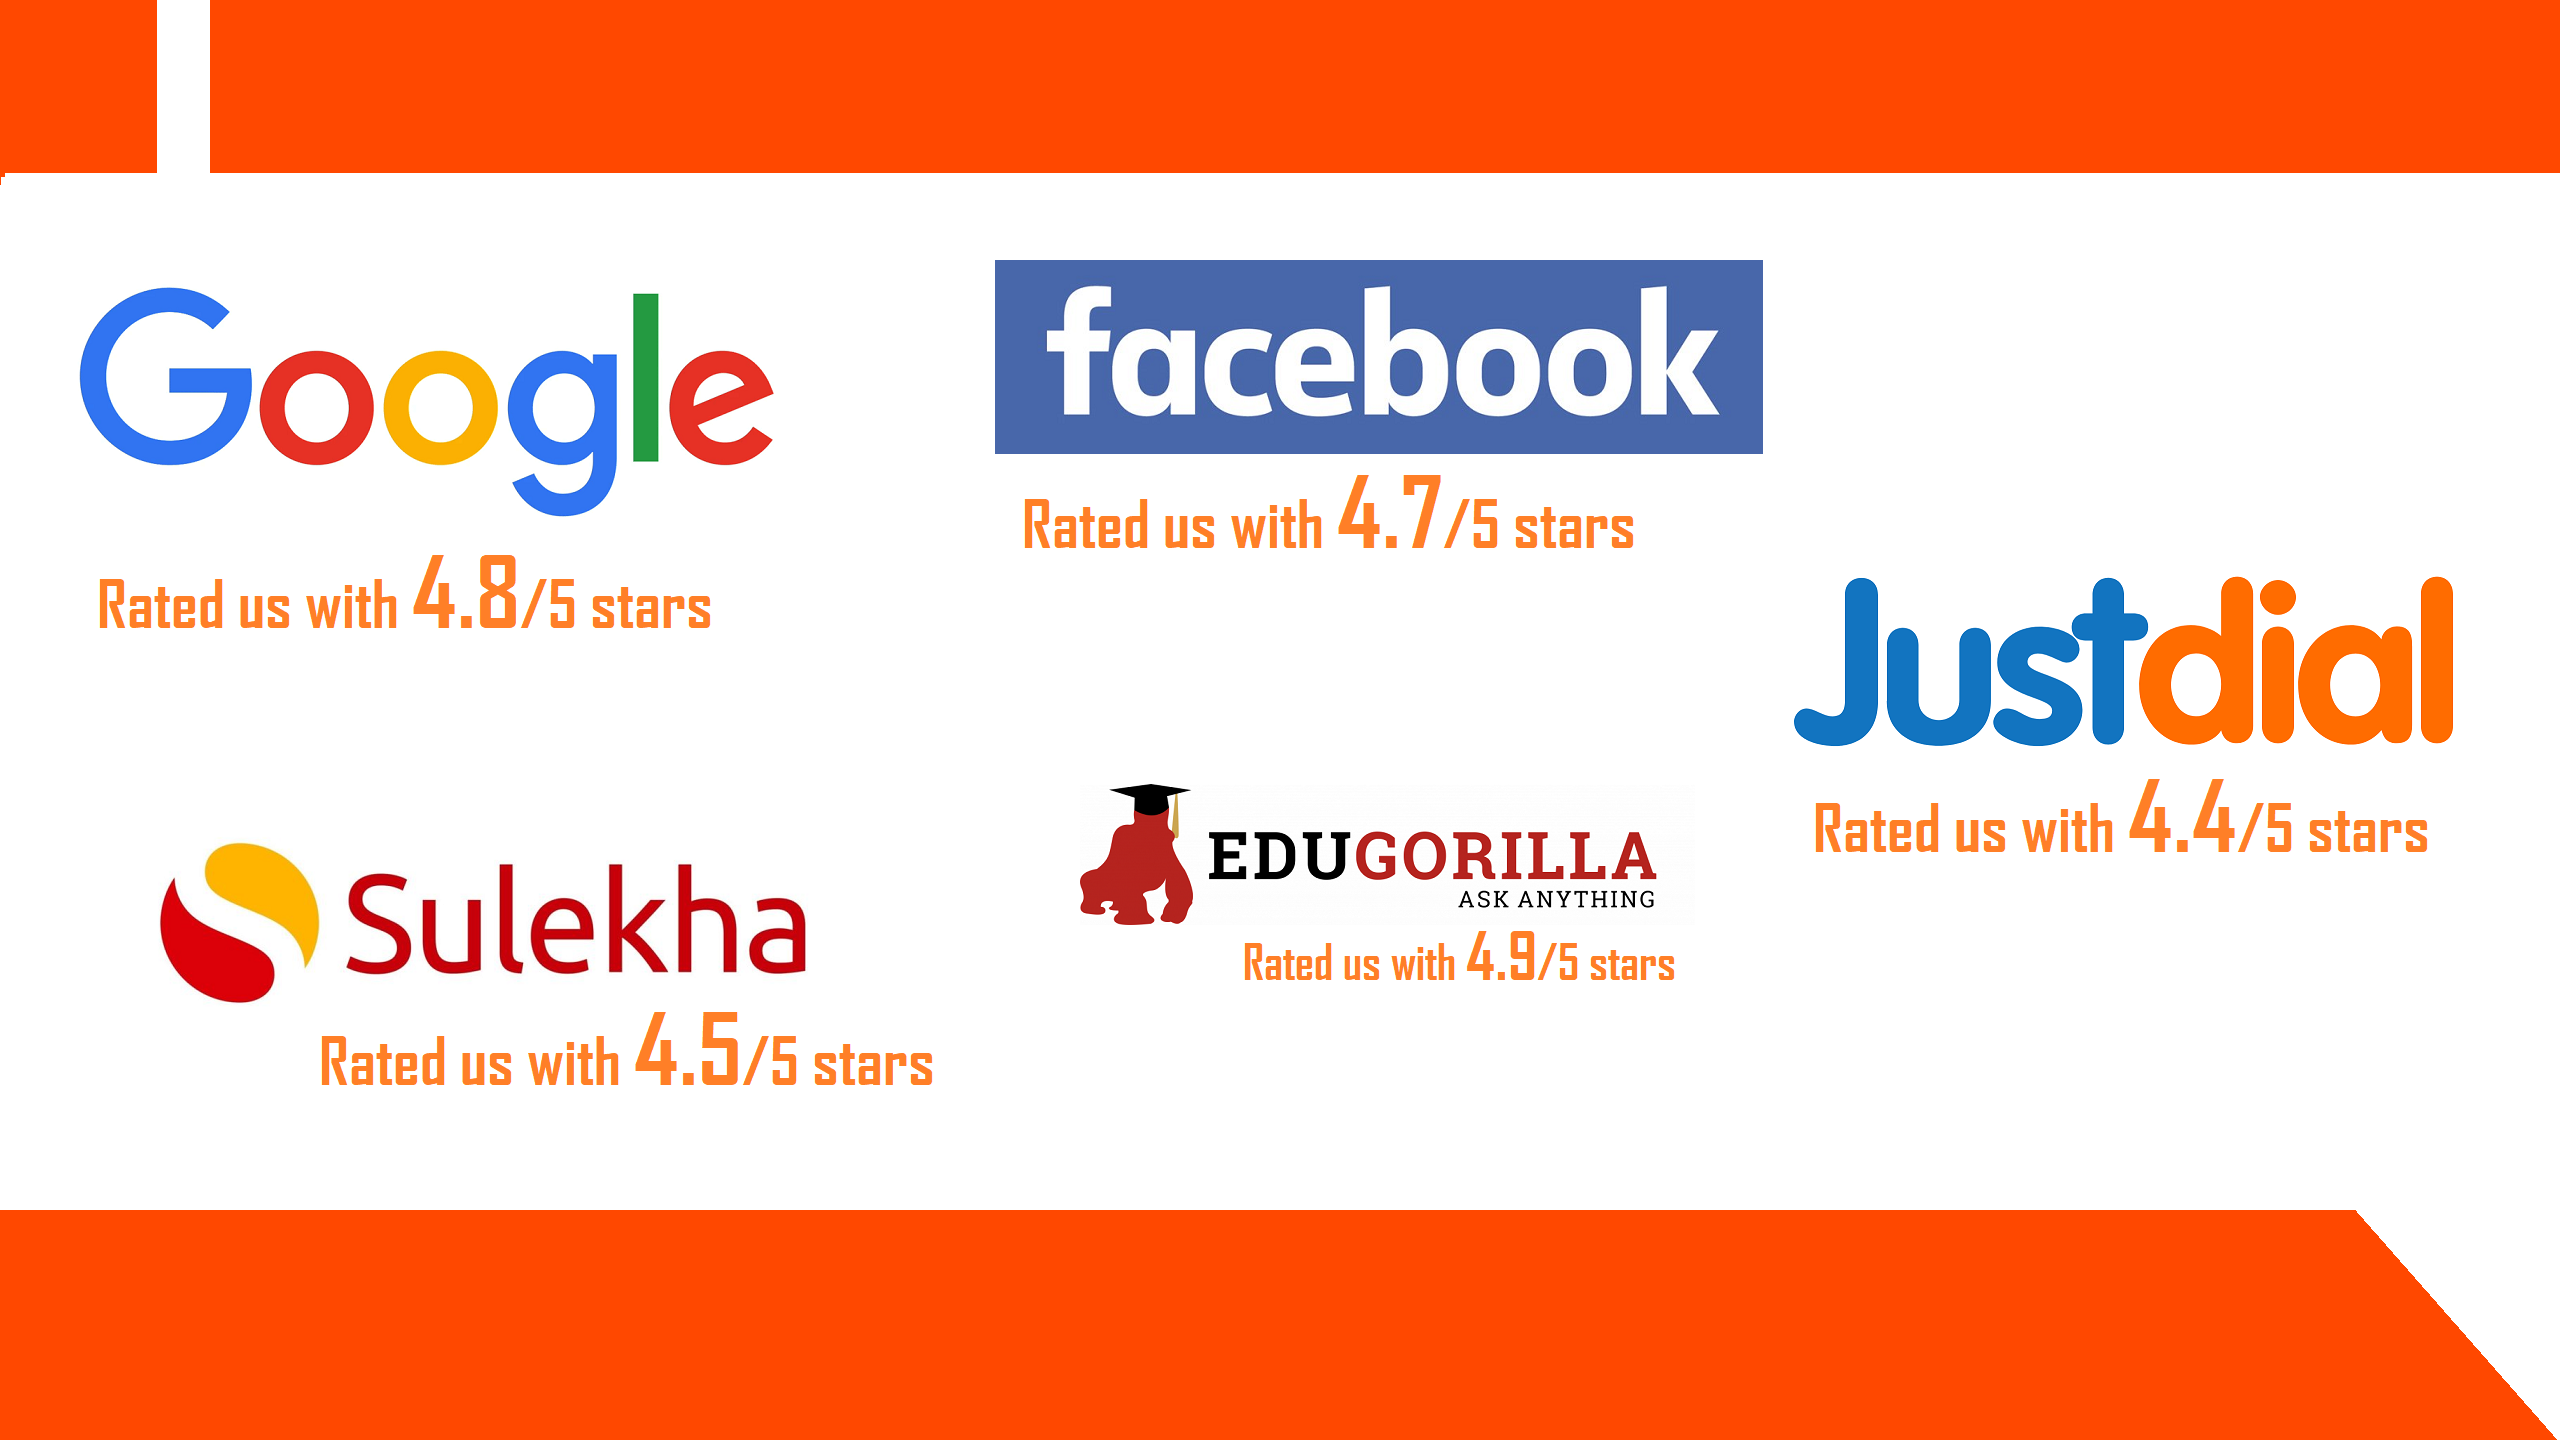 Google
Rated us with 4.8/5 stars
facebook
Rated us with 4.7/5 stars
Justdial
Rated us with 4.4/5 stars
Sulekha
Rated us with 4.5/5 stars
EDUGORILLA
ASK ANYTHING
Rated us with 4.9/5 stars